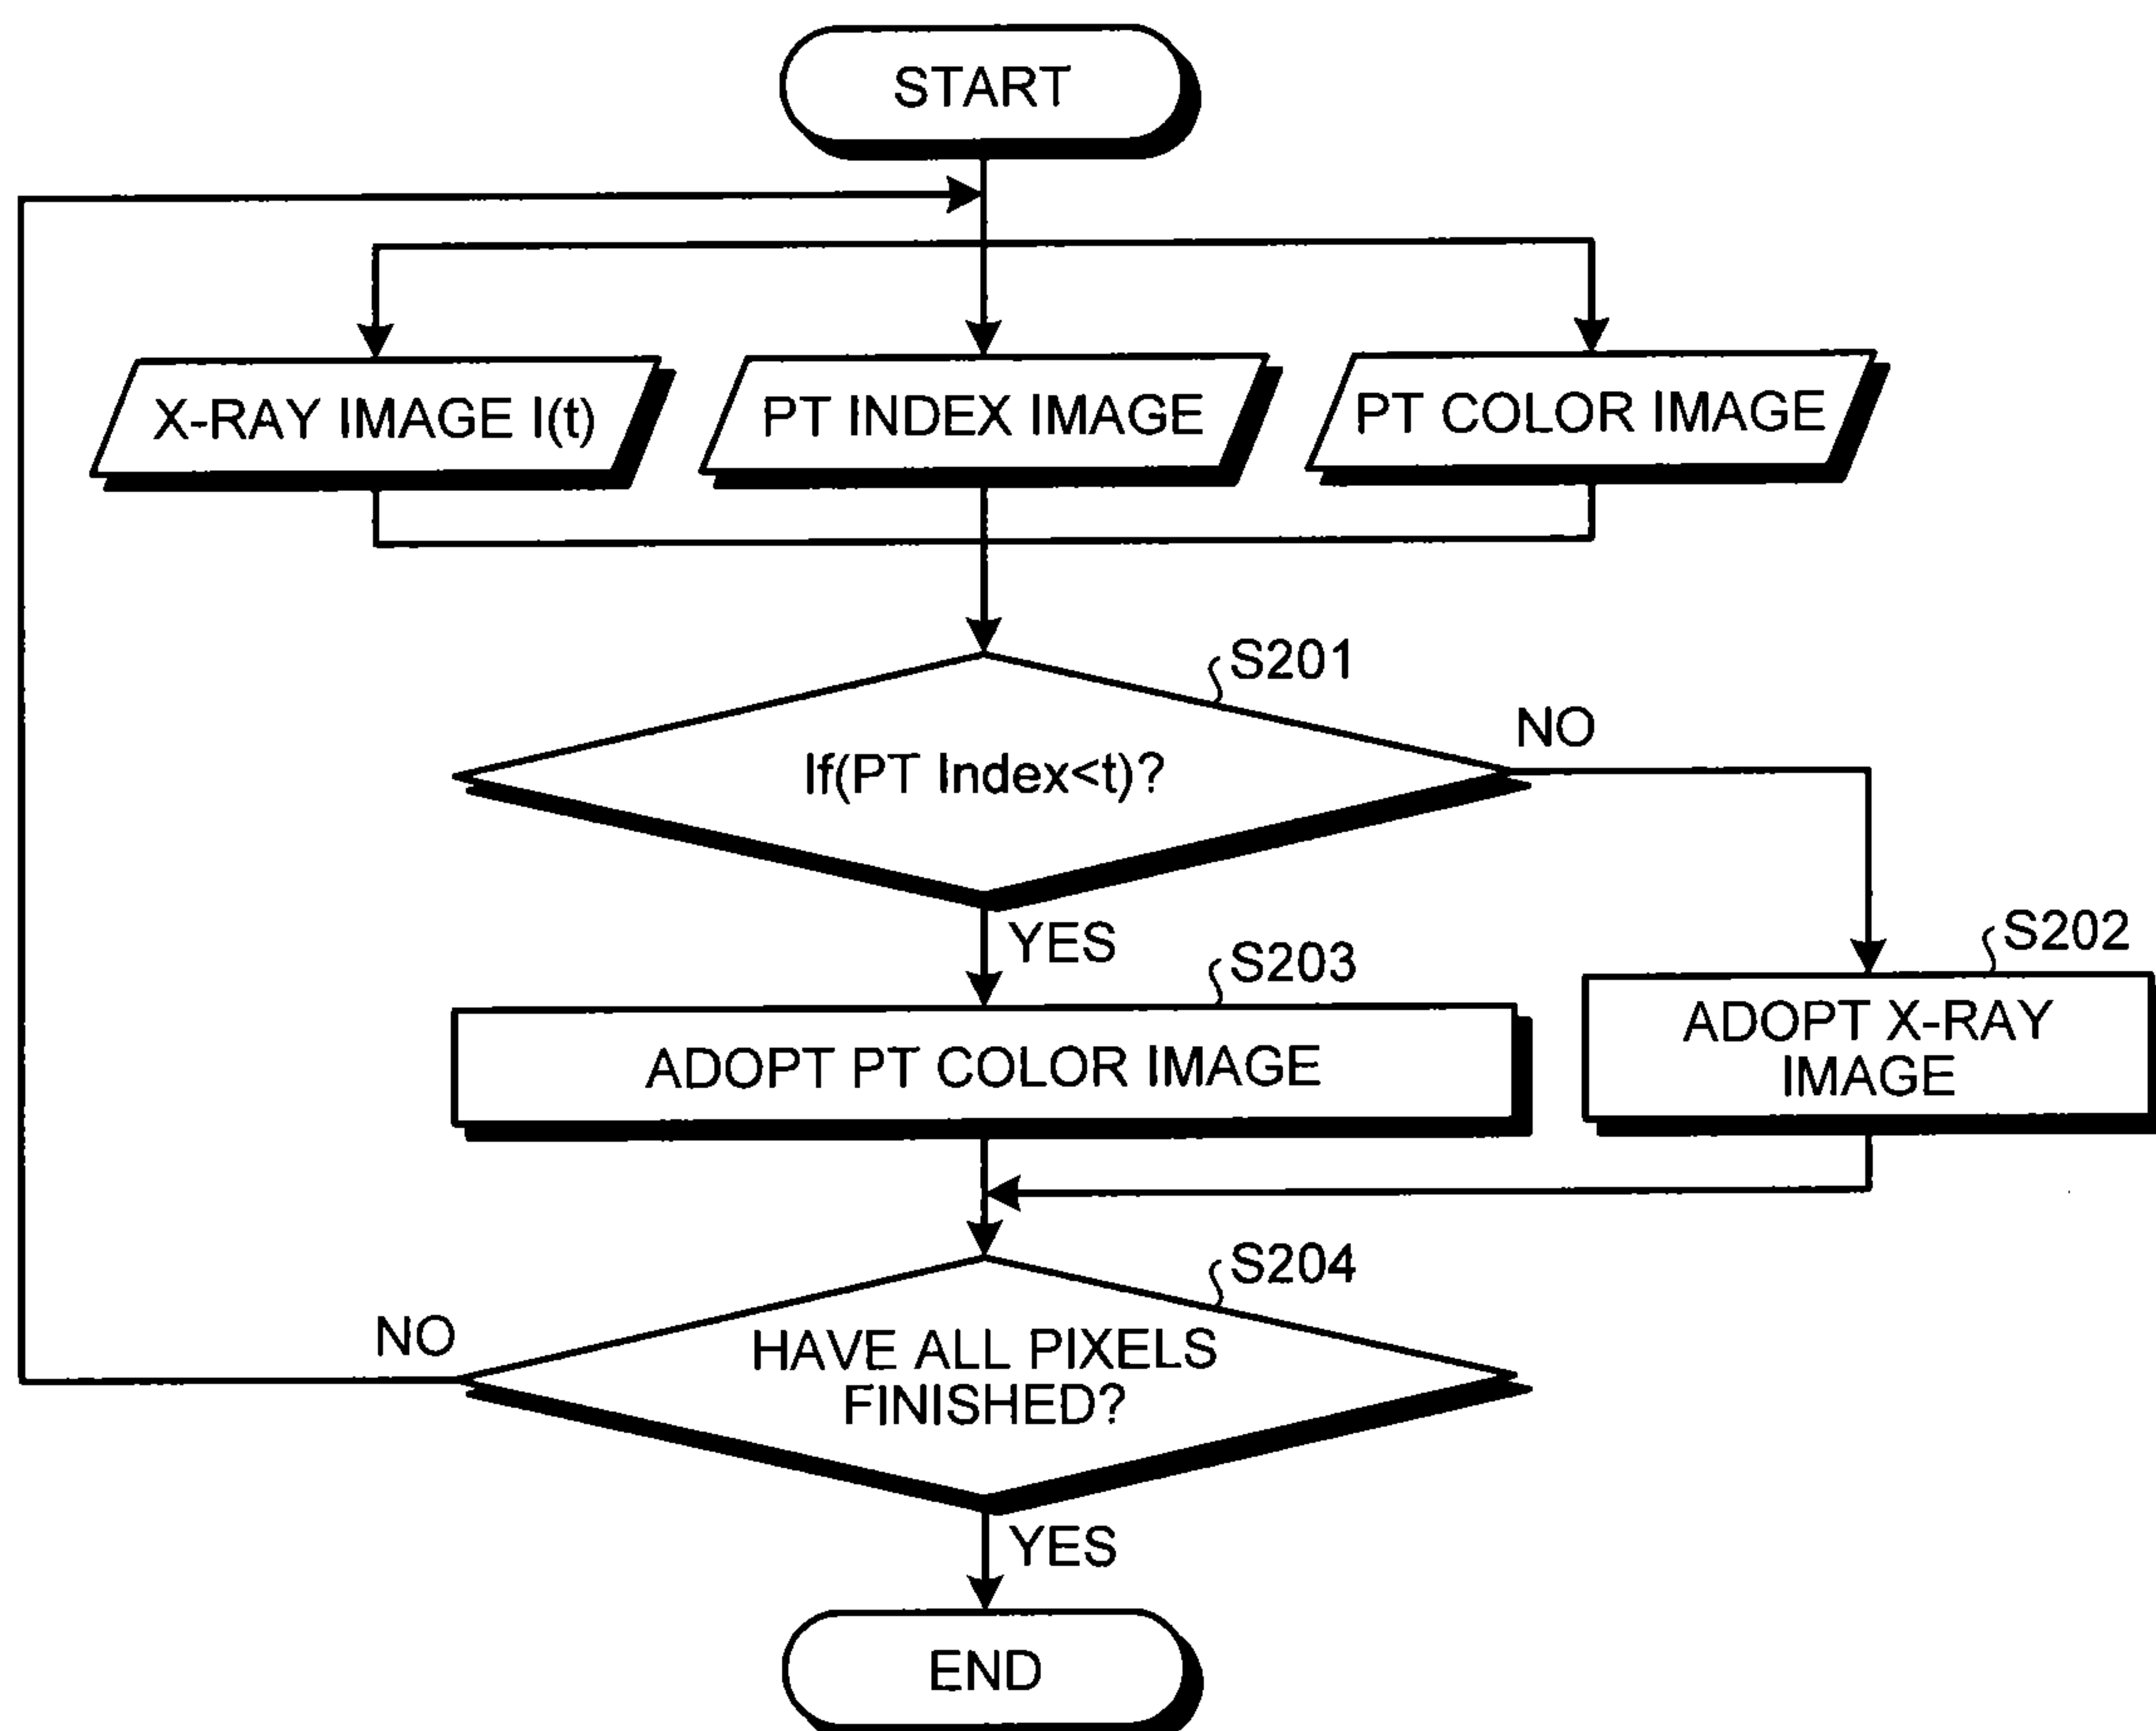 START
X-RAY IMAGE I(t)
PT INDEX IMAGE
PT COLOR IMAGE
S201
If(PT Index<t)?
NO
YES
S203
S202
ADOPT PT COLOR IMAGE
ADOPT X-RAY
IMAGE
S204
NO
HAVE ALL PIXELS
FINISHED?
YES
END